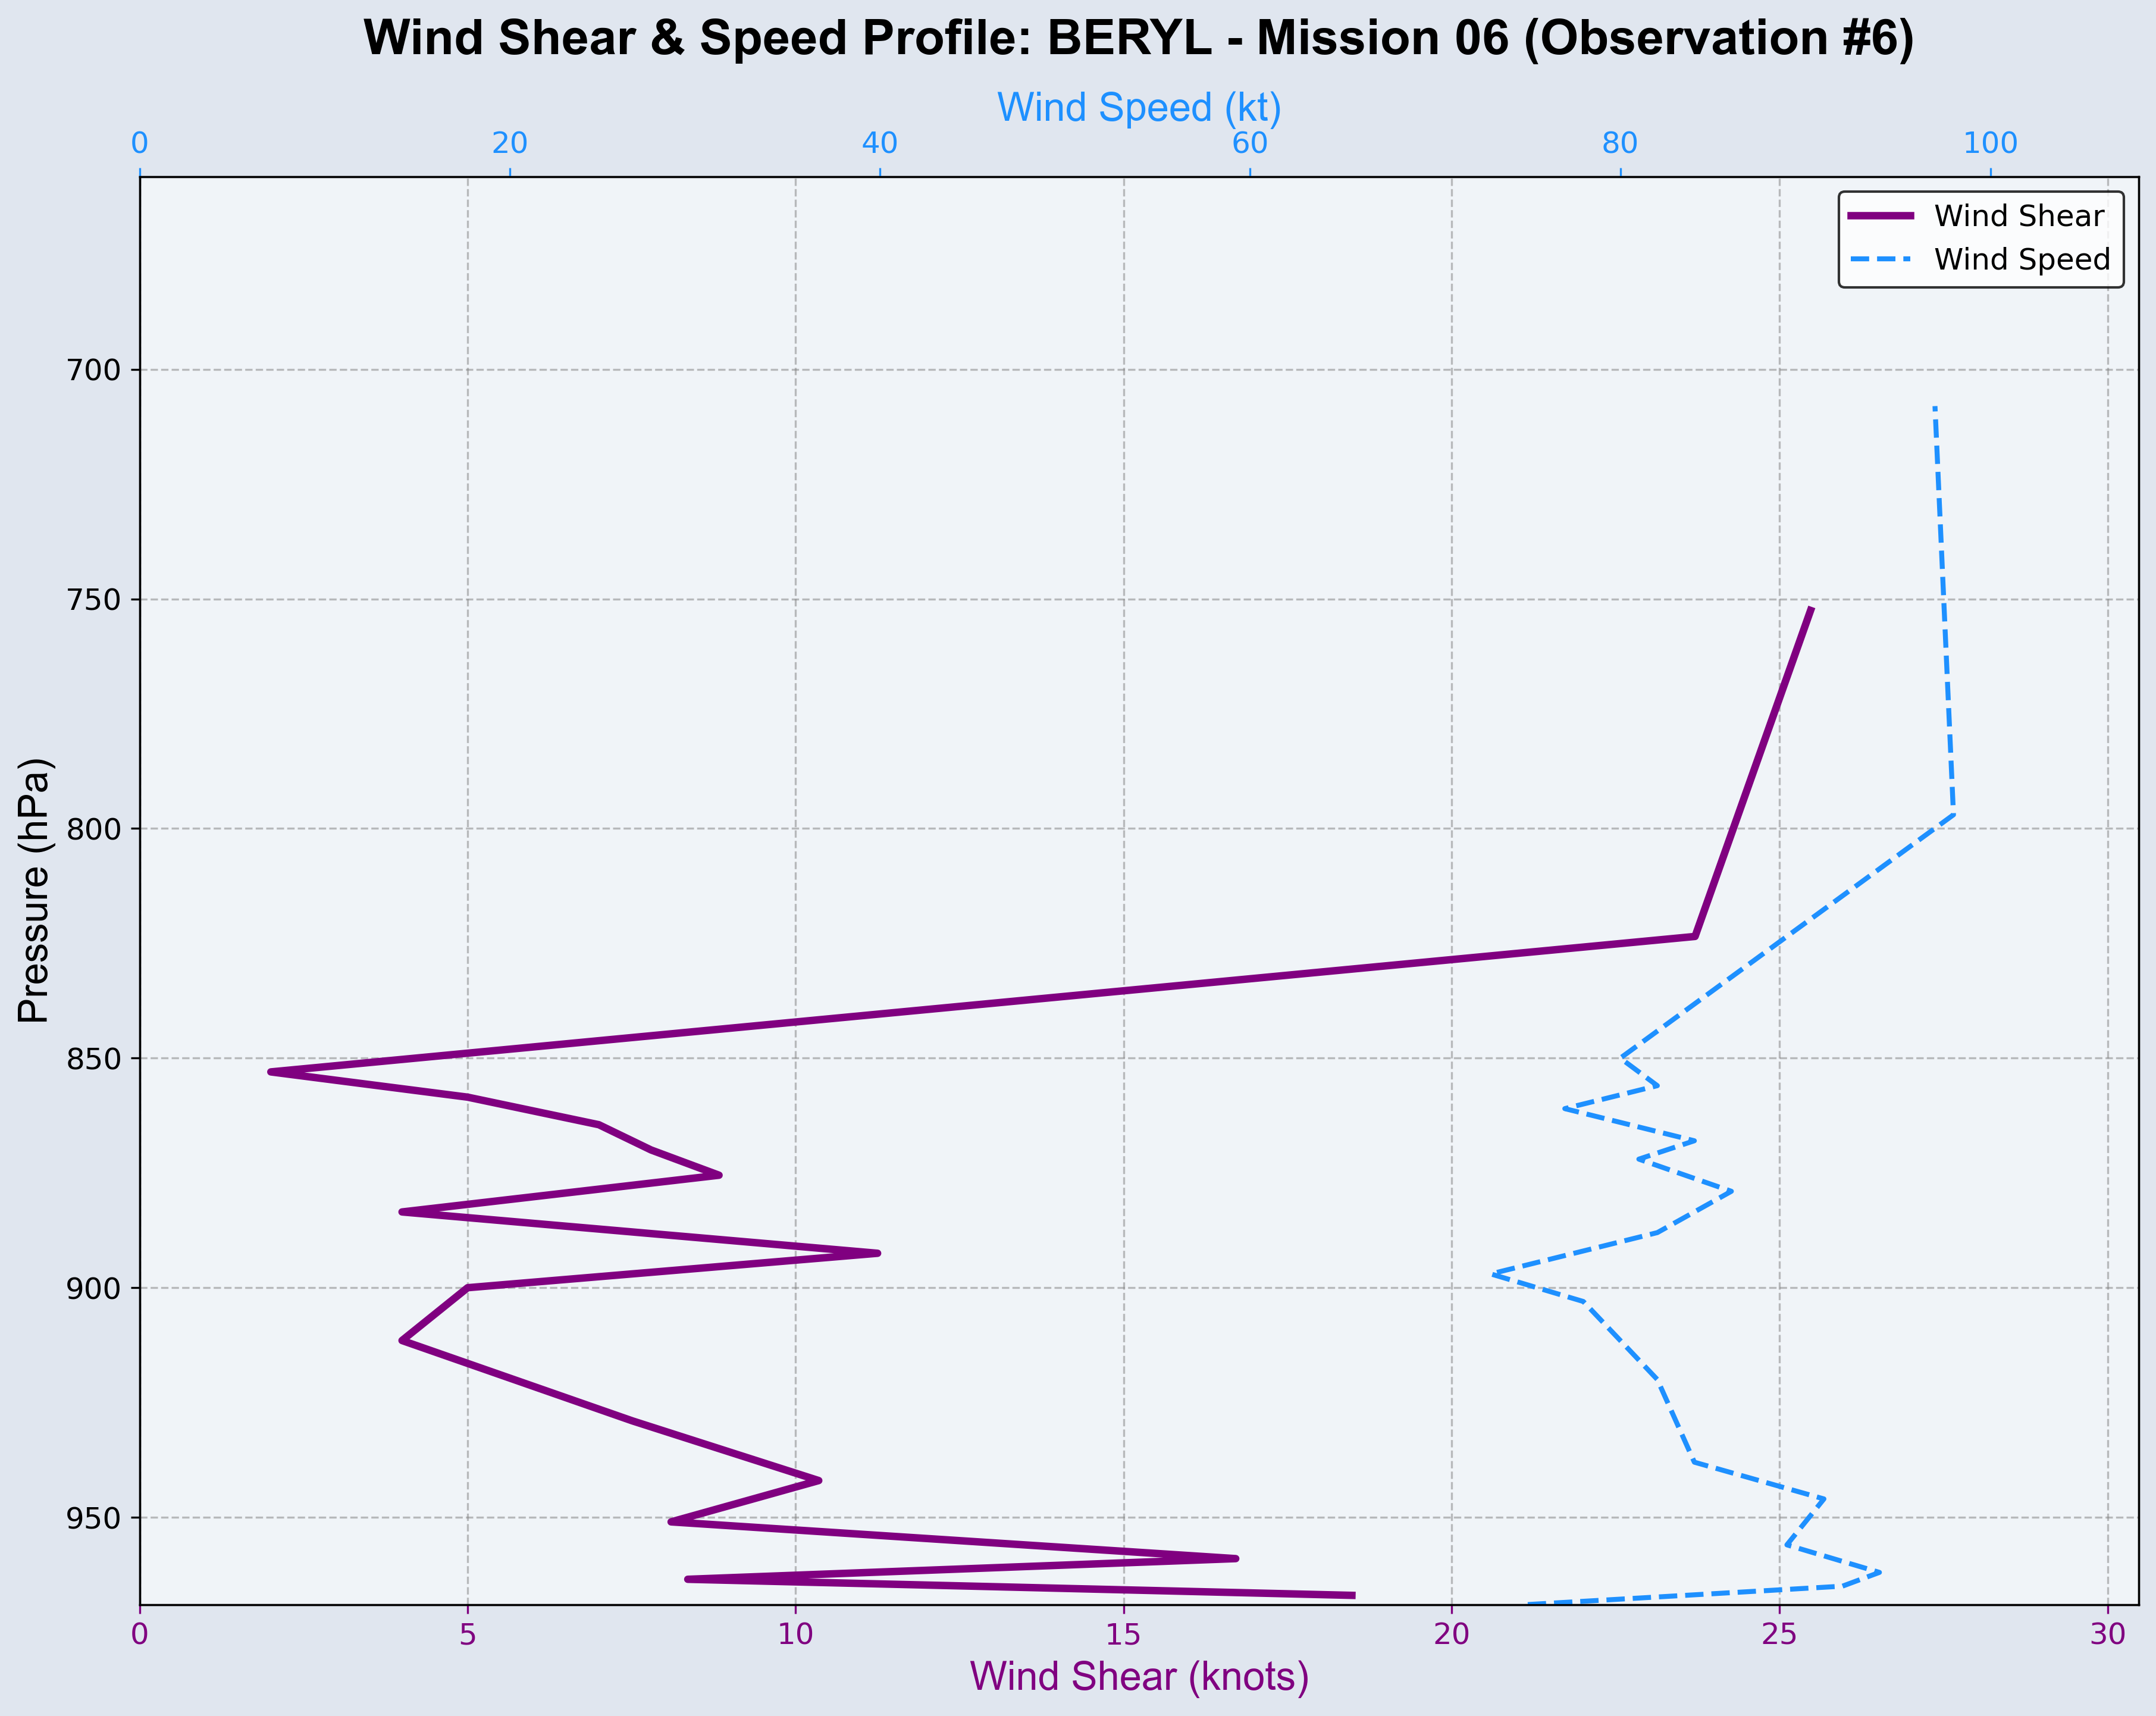 Wind Shear & Speed Profile: BERYL - Mission 06 (Observation #6)
Wind Speed (kt)
0 20 40 60 80 100
Wind Shear
Wind Speed
700
750
800
850
900
950
Pressure (hPa)
0 5 10 15 20 25 30
Wind Shear (knots)